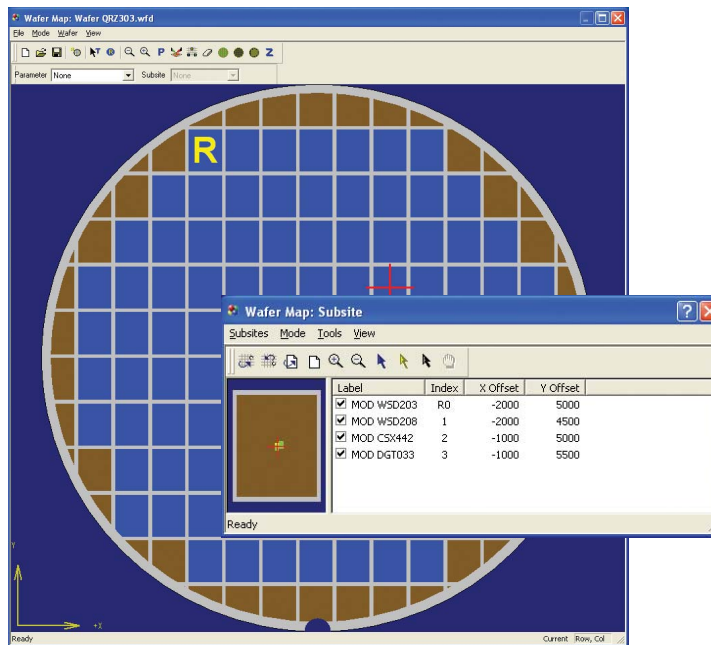 Wafer Map: Wafer QRZ303.wfd
File Mode Wafer View
P Z
Parameter None Subsite None
R
Wafer Map: Subsite
Subsites Mode Tools View
Label Index X Offset Y Offset
MOD WSD203 R0 -2000 5000
MOD WSD208 1 -2000 4500
MOD CSX442 2 -1000 5000
MOD DGT033 3 -1000 5500
Ready
Y
+X
Ready Current Row, Col